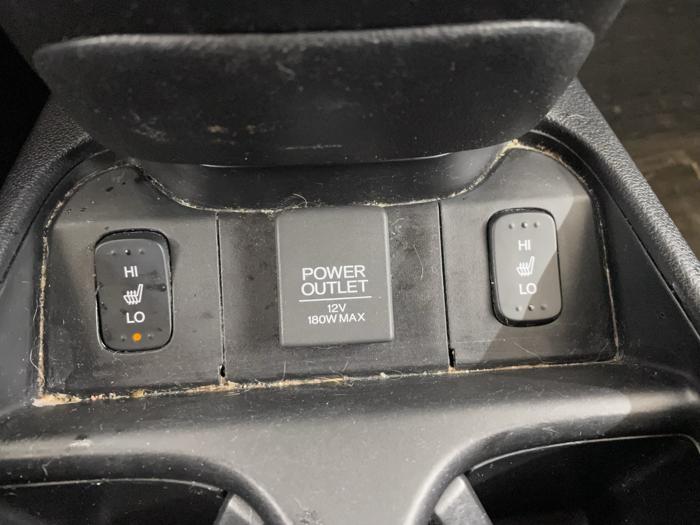 HI
LO
POWER
OUTLET
12V
180W MAX
HI
LO